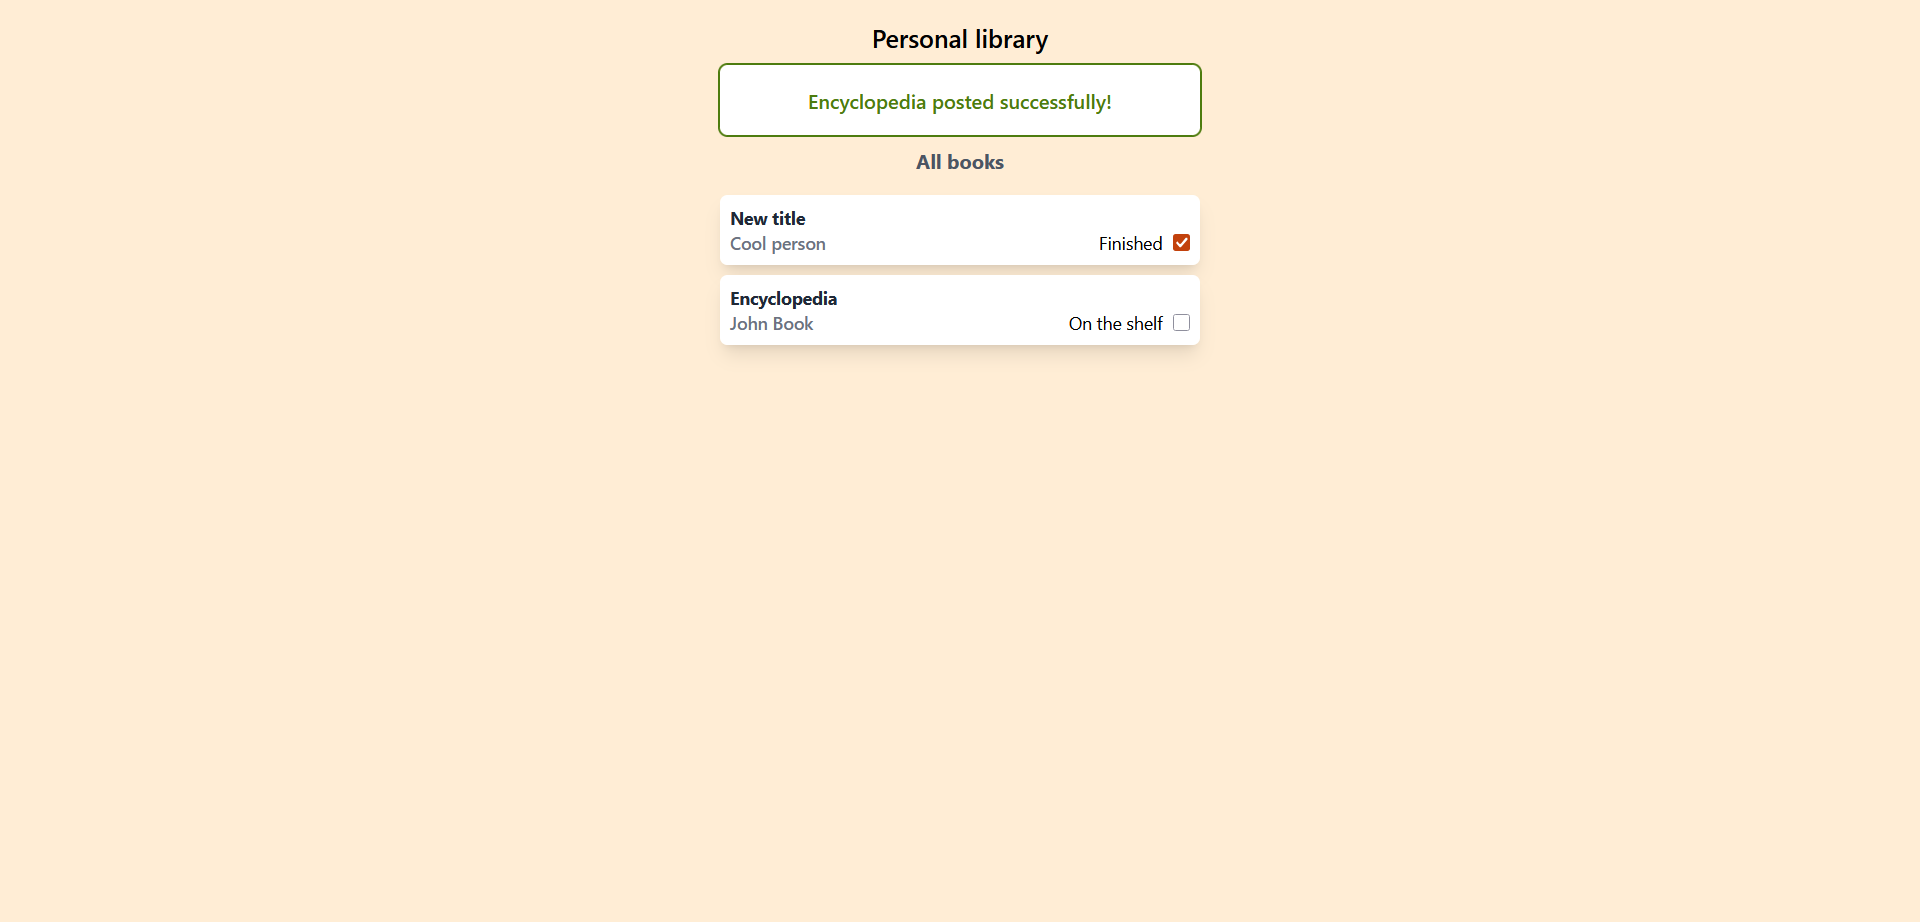 Personal library
Encyclopedia posted successfully!
All books
New title
Cool person
Finished
Encyclopedia
John Book
On the shelf